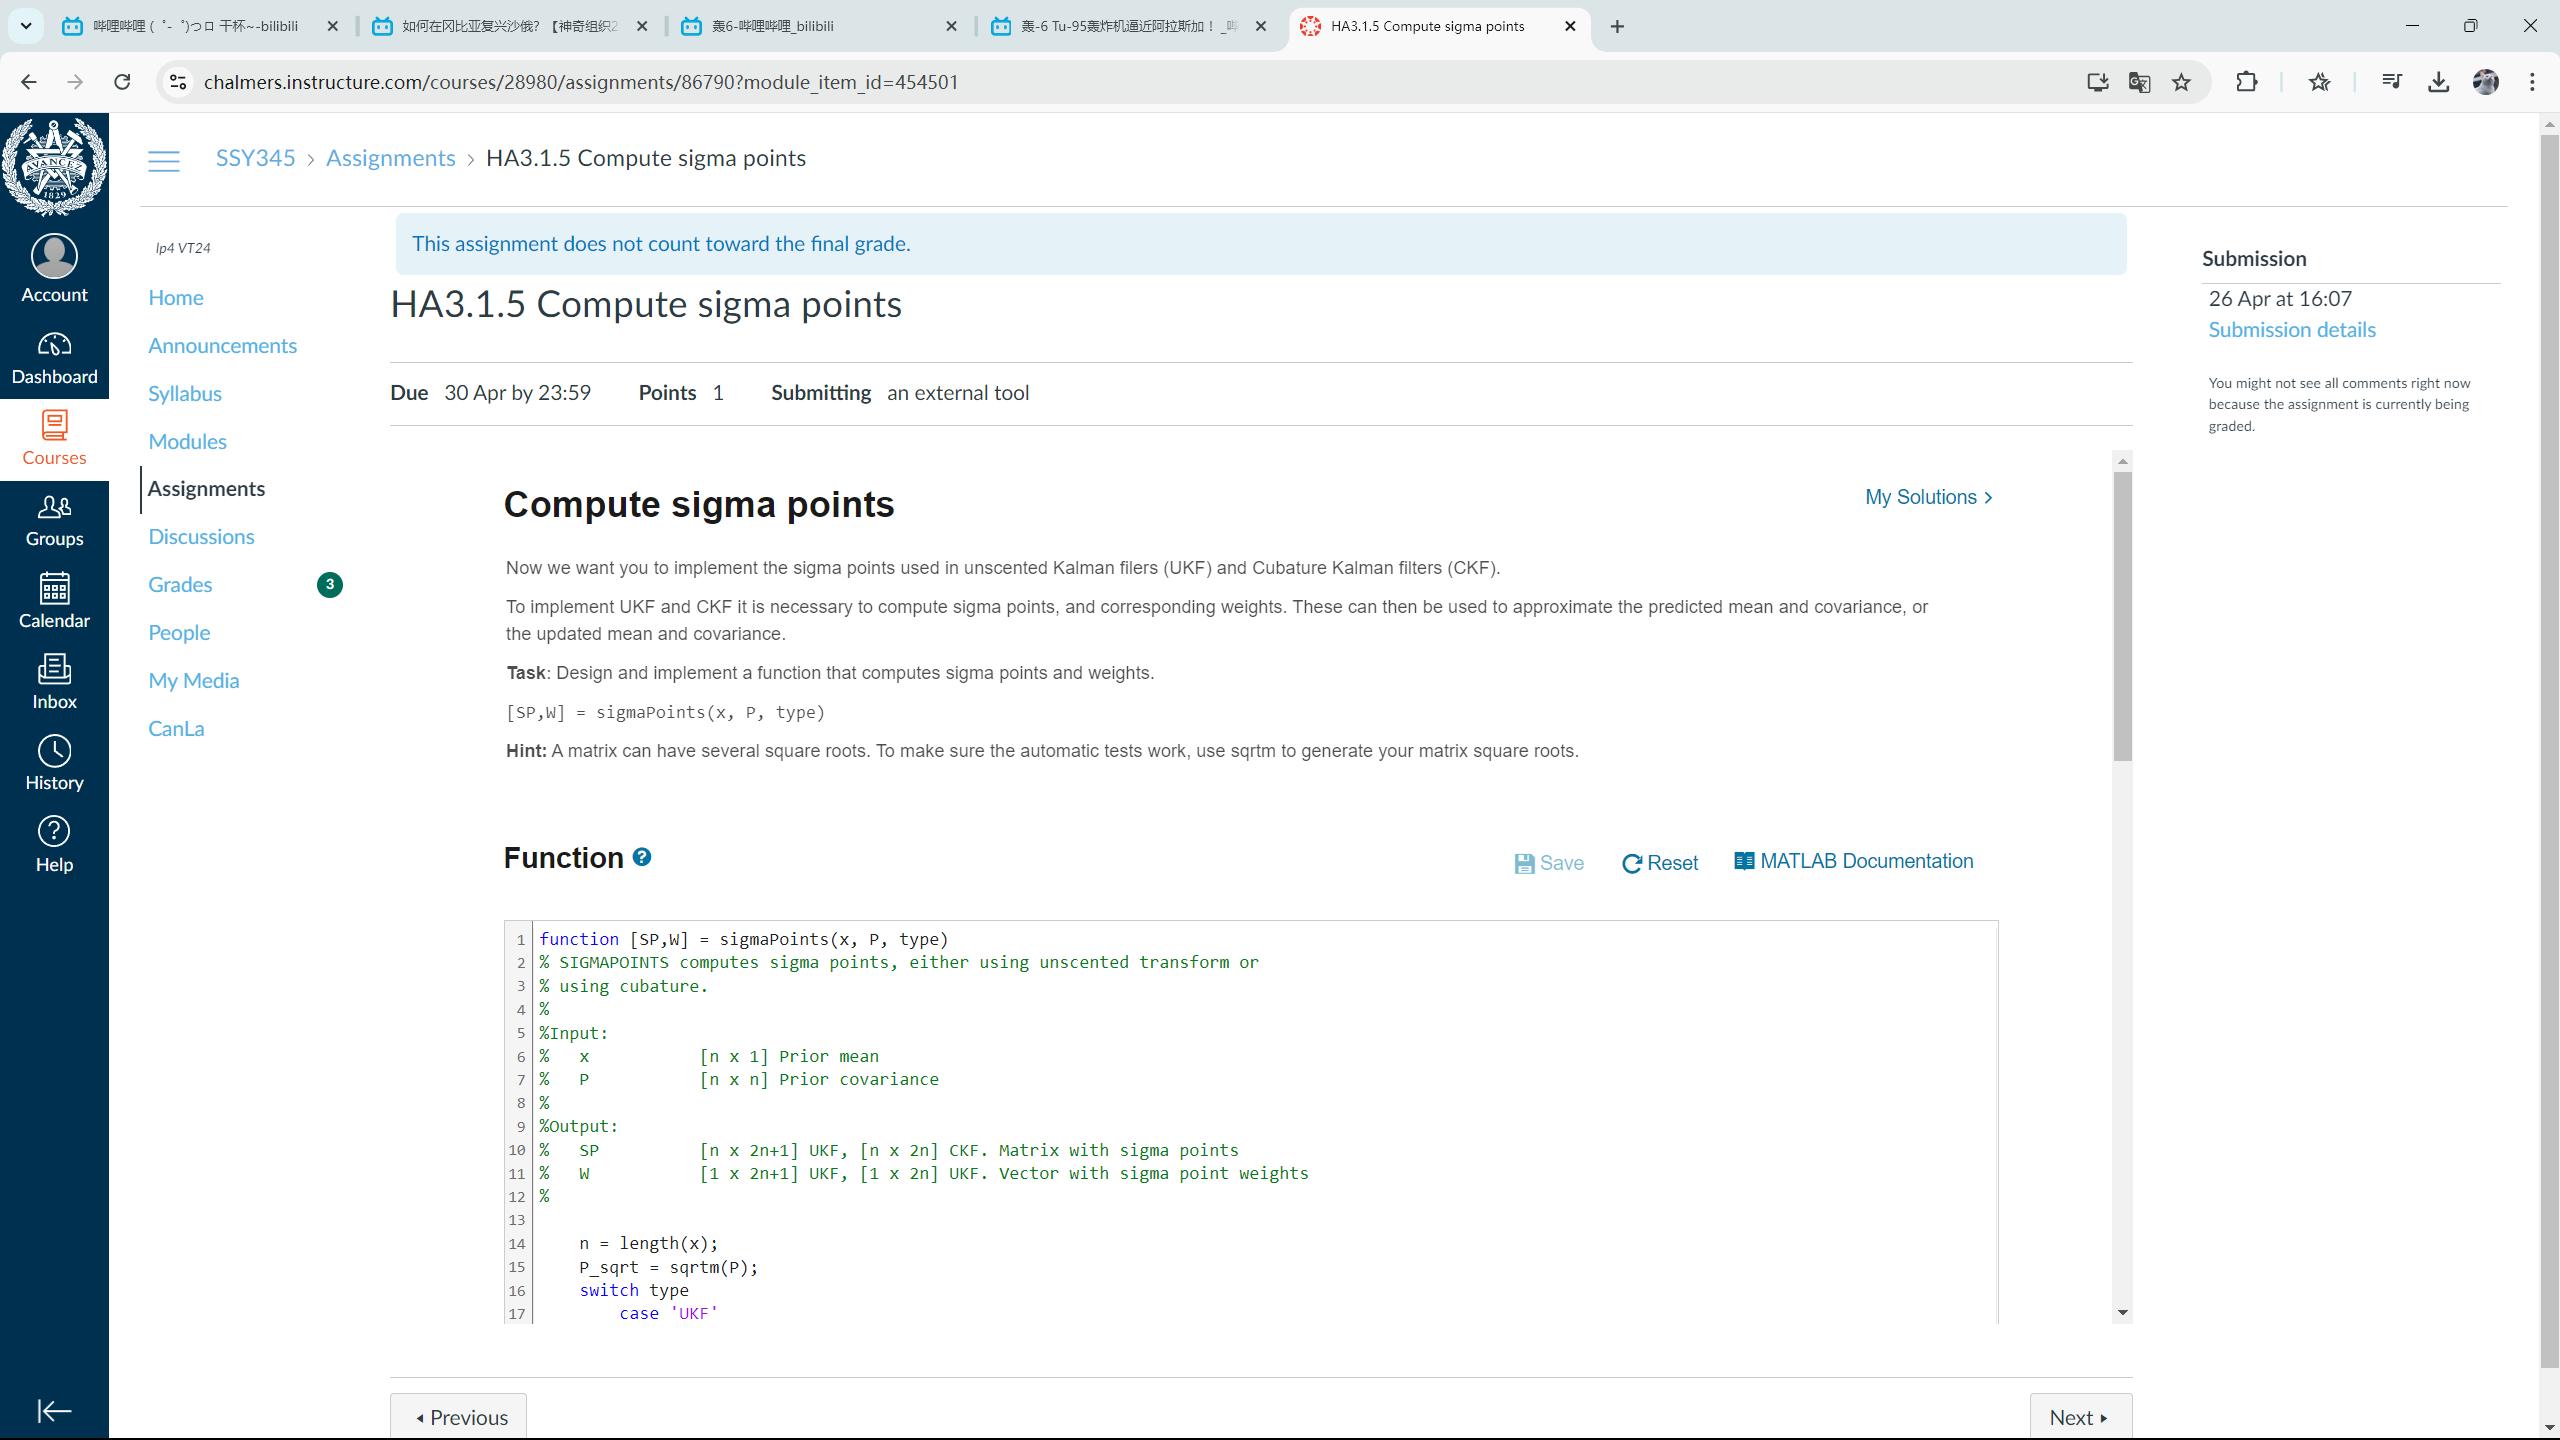 哔哩哔哩 ( ゜- ゜)つロ 干杯~-bilibili
如何在冈比亚复兴沙俄？【神奇组织2
轰6-哔哩哔哩_bilibili
轰-6 Tu-95轰炸机逼近阿拉斯加！_哔
HA3.1.5 Compute sigma points
chalmers.instructure.com/courses/28980/assignments/86790?module_item_id=454501
AVANCEZ
1829
SSY345 › Assignments › HA3.1.5 Compute sigma points
Account
Dashboard
Courses
Groups
Calendar
Inbox
History
Help
lp4 VT24
Home
Announcements
Syllabus
Modules
Assignments
Discussions
Grades 3
People
My Media
CanLa
This assignment does not count toward the final grade.
HA3.1.5 Compute sigma points
Due 30 Apr by 23:59 Points 1 Submitting an external tool
Compute sigma points
My Solutions >
Now we want you to implement the sigma points used in unscented Kalman filers (UKF) and Cubature Kalman filters (CKF).
To implement UKF and CKF it is necessary to compute sigma points, and corresponding weights. These can then be used to approximate the predicted mean and covariance, or
the updated mean and covariance.
Task: Design and implement a function that computes sigma points and weights.
[SP,W] = sigmaPoints(x, P, type)
Hint: A matrix can have several square roots. To make sure the automatic tests work, use sqrtm to generate your matrix square roots.
Function ?
Save Reset MATLAB Documentation
1 function [SP,W] = sigmaPoints(x, P, type)
2 % SIGMAPOINTS computes sigma points, either using unscented transform or
3 % using cubature.
4 %
5 %Input:
6 %   x           [n x 1] Prior mean
7 %   P           [n x n] Prior covariance
8 %
9 %Output:
10 %   SP          [n x 2n+1] UKF, [n x 2n] CKF. Matrix with sigma points
11 %   W           [1 x 2n+1] UKF, [1 x 2n] UKF. Vector with sigma point weights
12 %
13
14     n = length(x);
15     P_sqrt = sqrtm(P);
16     switch type
17         case 'UKF'
Previous
Next
Submission
26 Apr at 16:07
Submission details
You might not see all comments right now
because the assignment is currently being
graded.